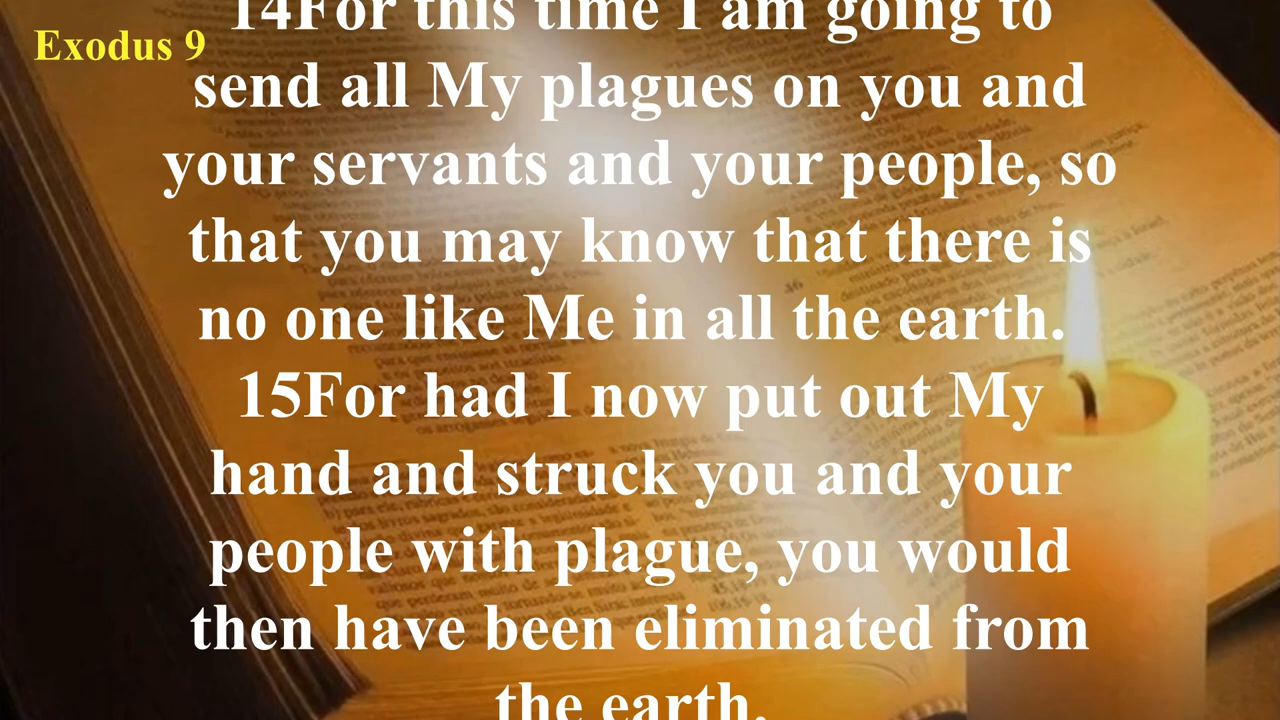 Exodus 9
14For this time I am going to
send all My plagues on you and
your servants and your people, so
that you may know that there is
no one like Me in all the earth.
15For had I now put out My
hand and struck you and your
people with plague, you would
then have been eliminated from
the earth.